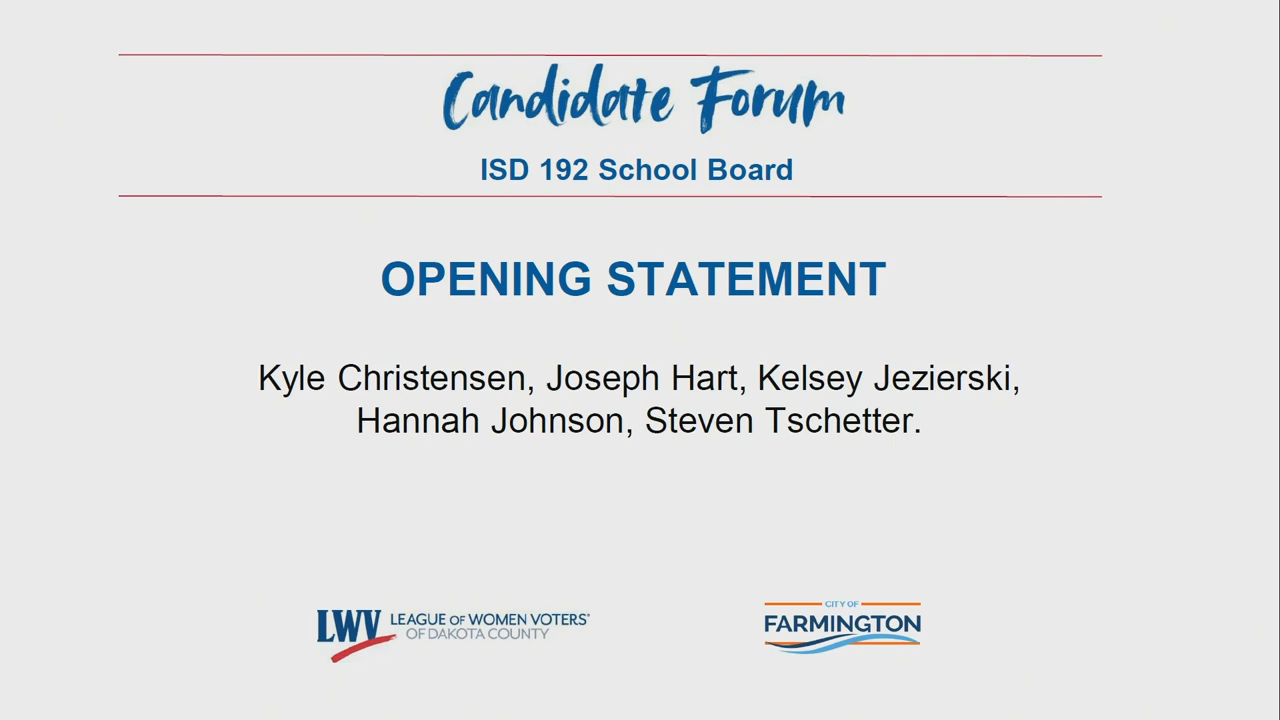 Candidate Forum
ISD 192 School Board
OPENING STATEMENT
Kyle Christensen, Joseph Hart, Kelsey Jezierski,
Hannah Johnson, Steven Tschetter.
LWV LEAGUE OF WOMEN VOTERS®
OF DAKOTA COUNTY
CITY OF
FARMINGTON